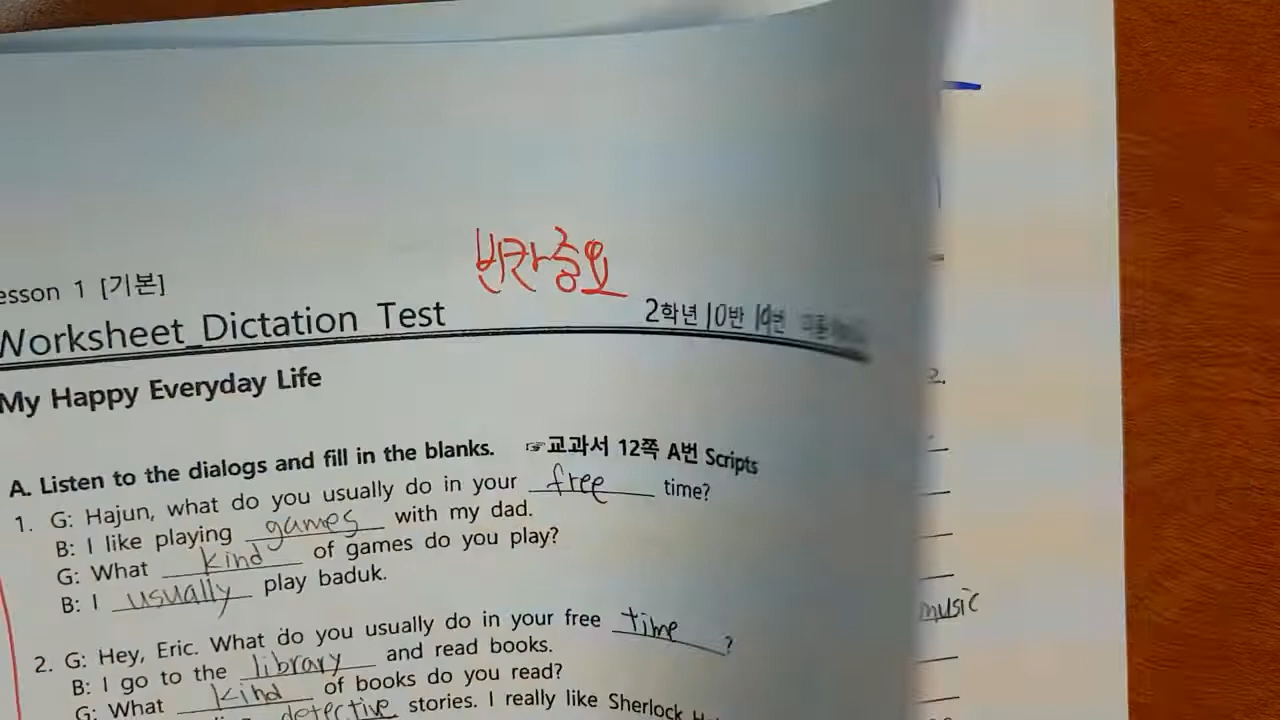 빈칸중요
esson 1 [기본]
Worksheet_Dictation Test
2학년 10반 19번
My Happy Everyday Life
A. Listen to the dialogs and fill in the blanks. ☞교과서 12쪽 A번 Scripts
1. G: Hajun, what do you usually do in your free time?
B: I like playing games with my dad.
G: What kind of games do you play?
B: I usually play baduk.
2. G: Hey, Eric. What do you usually do in your free time?
B: I go to the library and read books.
G: What kind of books do you read?
detective stories. I really like Sherlock
2.
music